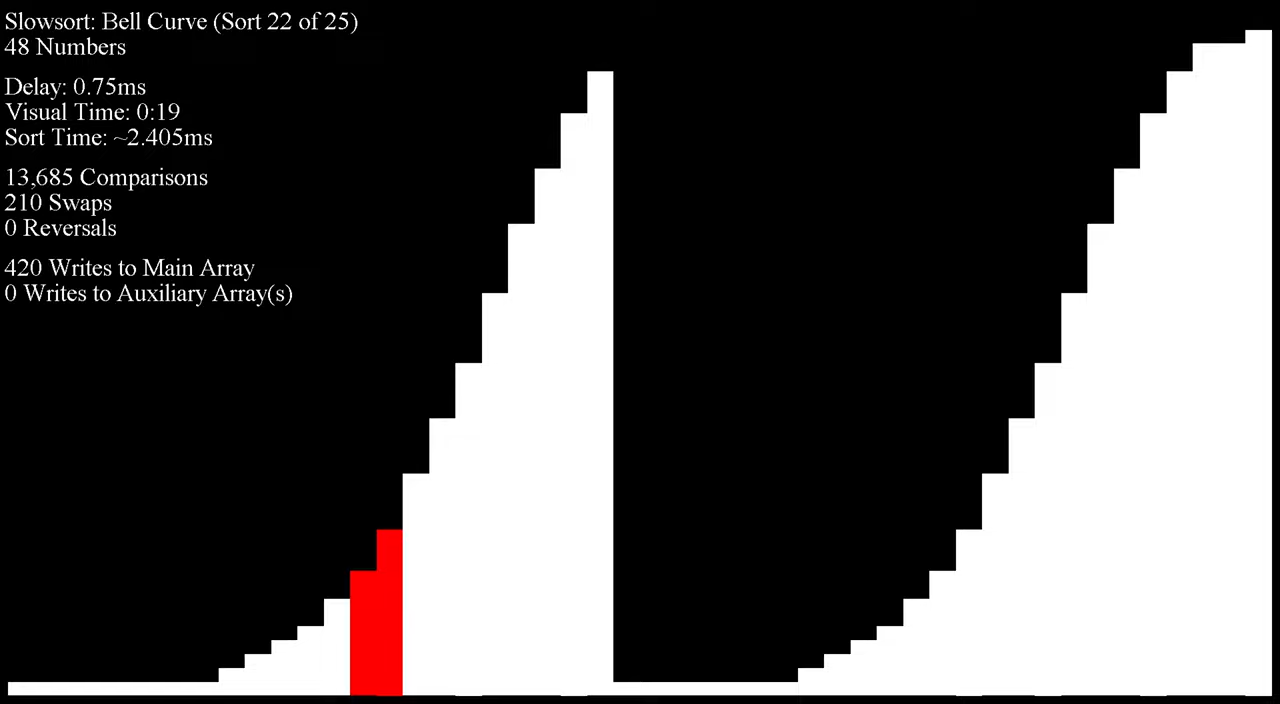 Slowsort: Bell Curve (Sort 22 of 25)
48 Numbers
Delay: 0.75ms
Visual Time: 0:19
Sort Time: ~2.405ms
13,685 Comparisons
210 Swaps
0 Reversals
420 Writes to Main Array
0 Writes to Auxiliary Array(s)